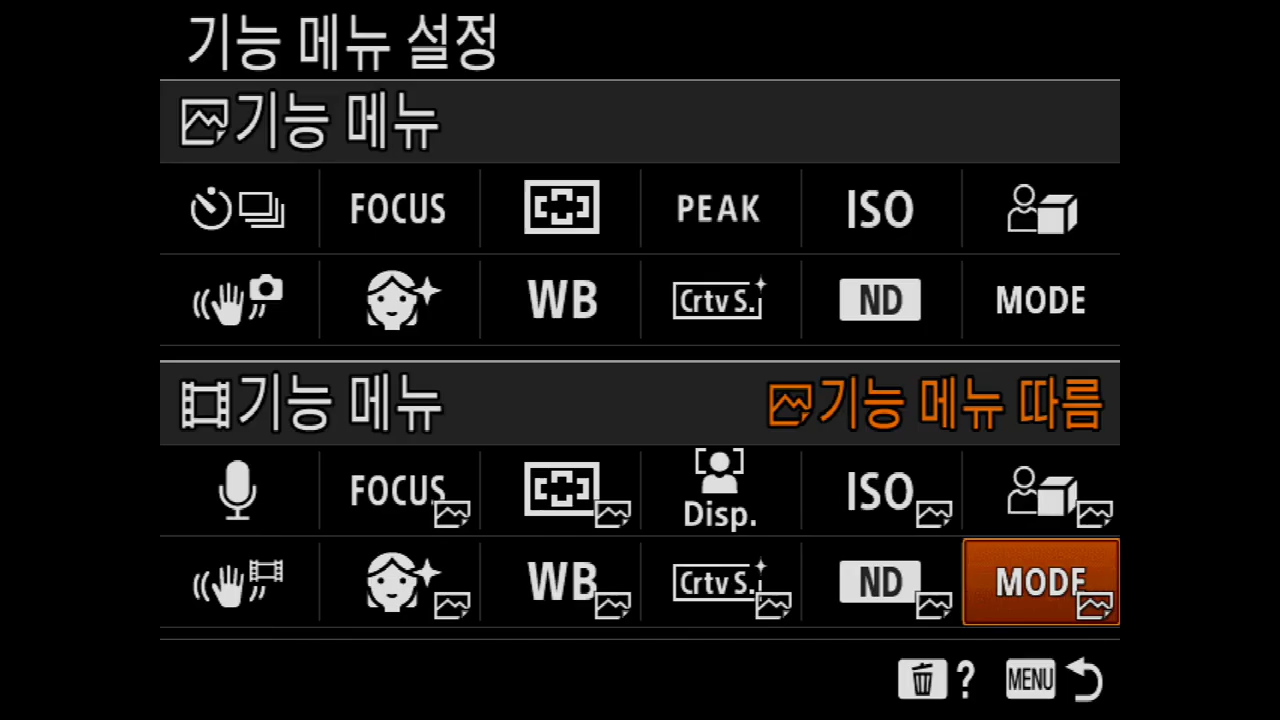 기능 메뉴 설정
기능 메뉴
FOCUS PEAK ISO
WB Crtv S. ND MODE
기능 메뉴 기능 메뉴 따름
FOCUS Disp. ISO
WB Crtv S. ND MODE
? MENU